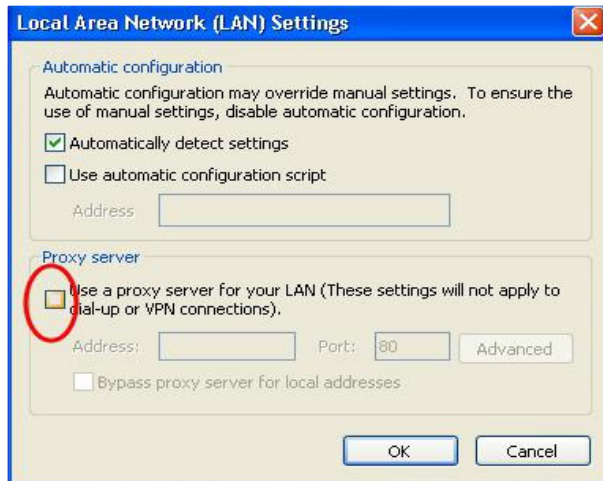 Local Area Network (LAN) Settings
Automatic configuration
Automatic configuration may override manual settings. To ensure the
use of manual settings, disable automatic configuration.
Automatically detect settings
Use automatic configuration script
Address
Proxy server
Use a proxy server for your LAN (These settings will not apply to
dial-up or VPN connections).
Address:
Port: 80
Advanced
Bypass proxy server for local addresses
OK
Cancel